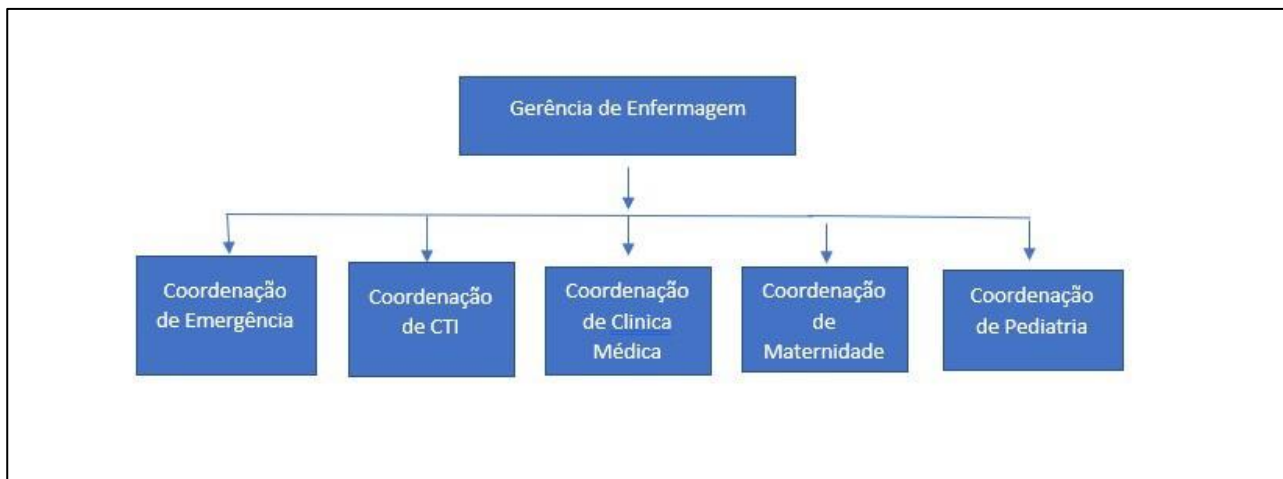 Gerência de Enfermagem
Coordenação
de Emergência
Coordenação
de CTI
Coordenação
de Clinica
Médica
Coordenação
de
Maternidade
Coordenação
de Pediatria